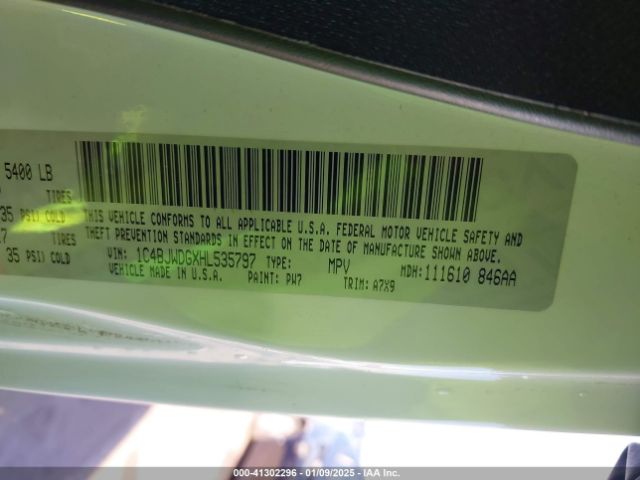 5400 LB
TIRES
35 PSI/ COLD
TIRES
35 PSI/ COLD
THIS VEHICLE CONFORMS TO ALL APPLICABLE U.S.A. FEDERAL MOTOR VEHICLE SAFETY AND
THEFT PREVENTION STANDARDS IN EFFECT ON THE DATE OF MANUFACTURE SHOWN ABOVE.
VIN: 1C4BJWDGXHL535797 TYPE: MPV MDH: 111610 846AA
MADE IN U.S.A. PAINT: PW7 TRIM: A7X9
000-41302296 - 01/09/2025 - IAA Inc.